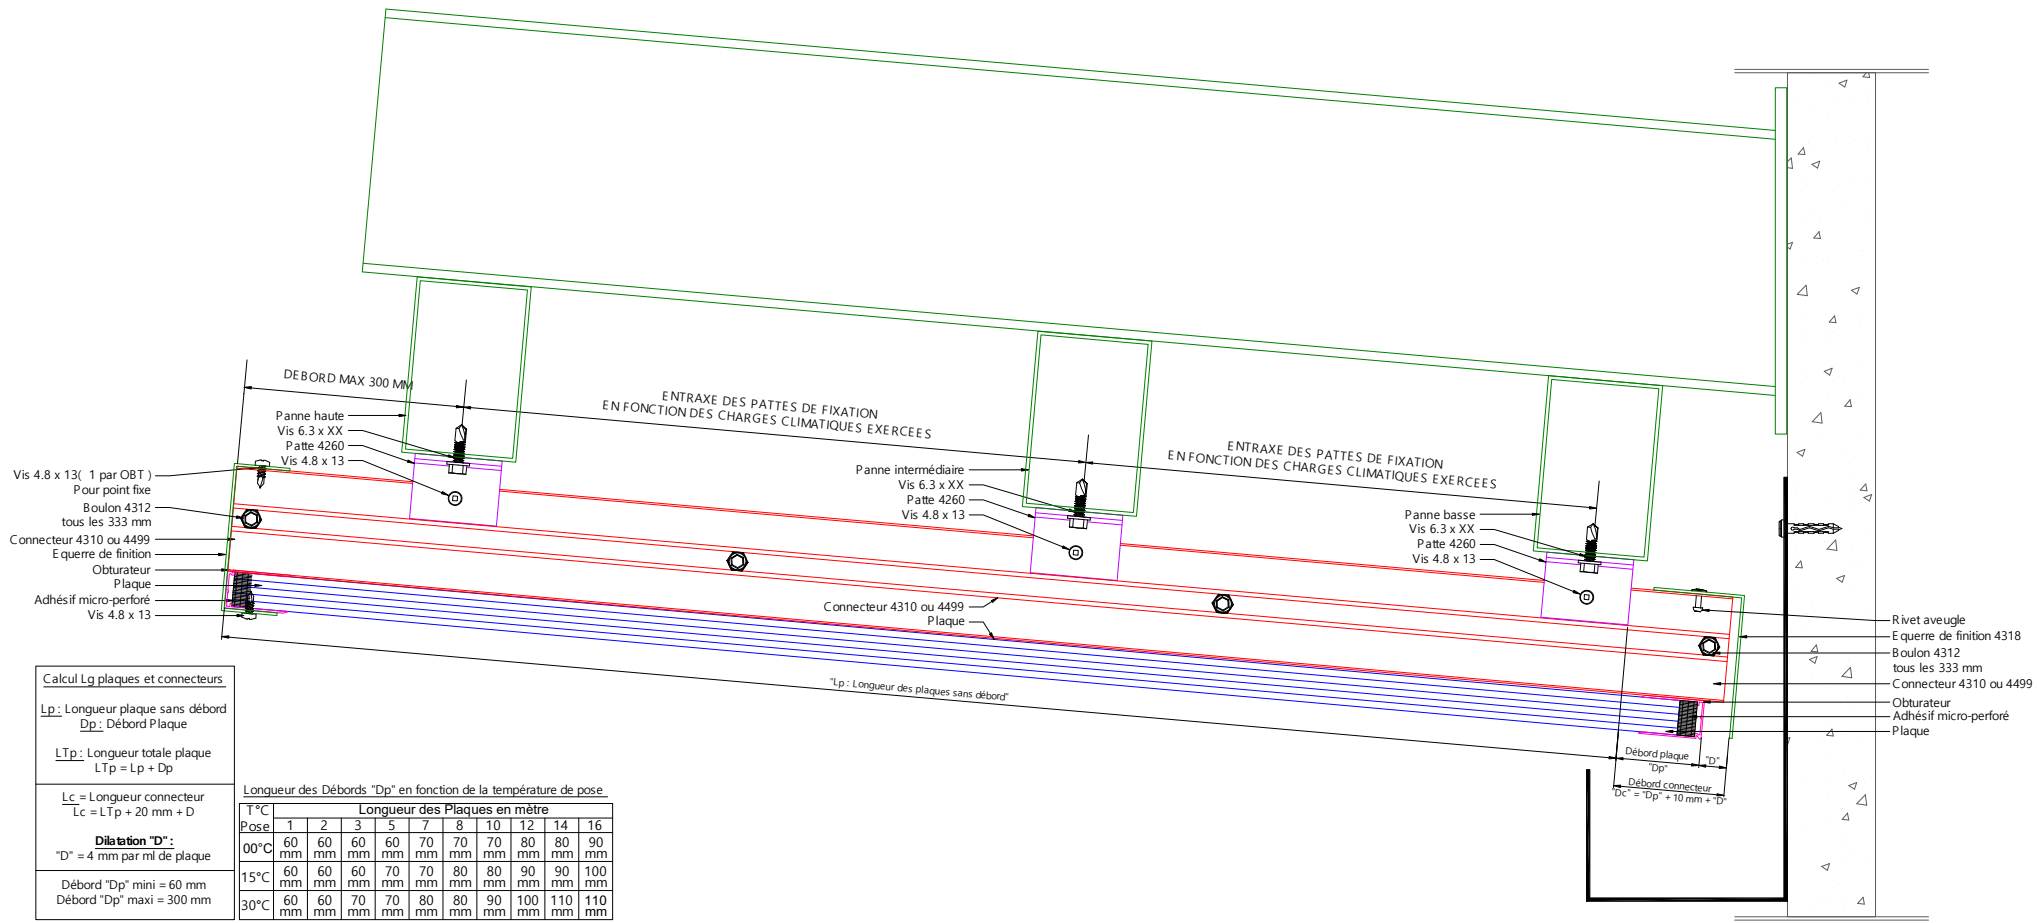 DEBORD MAX 300 MM
ENTRAXE DES PATTES DE FIXATION
EN FONCTION DES CHARGES CLIMATIQUES EXERCEES
Panne haute
Vis 6.3 x XX
Patte 4260
Vis 4.8 x 13
ENTRAXE DES PATTES DE FIXATION
EN FONCTION DES CHARGES CLIMATIQUES EXERCEES
Panne intermédiaire
Vis 6.3 x XX
Patte 4260
Vis 4.8 x 13
Panne basse
Vis 6.3 x XX
Patte 4260
Vis 4.8 x 13
Vis 4.8 x 13( 1 par OBT )
Pour point fixe
Boulon 4312
tous les 333 mm
Connecteur 4310 ou 4499
Equerre de finition
Obturateur
Plaque
Adhésif micro-perforé
Vis 4.8 x 13
Connecteur 4310 ou 4499
Plaque
Rivet aveugle
Equerre de finition 4318
Boulon 4312
tous les 333 mm
Connecteur 4310 ou 4499
Obturateur
Adhésif micro-perforé
Plaque
"Lp : Longueur des plaques sans débord"
Débord plaque
"Dp"
"D"
Débord connecteur
"Dc" = "Dp" + 10 mm + "D"
Calcul Lg plaques et connecteurs
Lp : Longueur plaque sans débord
Dp : Débord Plaque
LTp : Longueur totale plaque
LTp = Lp + Dp
Lc = Longueur connecteur
Lc = LTp + 20 mm + D
Dilatation "D" :
"D" = 4 mm par ml de plaque
Débord "Dp" mini = 60 mm
Débord "Dp" maxi = 300 mm
Longueur des Débords "Dp" en fonction de la température de pose
T°C Longueur des Plaques en mètre
Pose 1 2 3 5 7 8 10 12 14 16
00°C 60 mm 60 mm 60 mm 60 mm 70 mm 70 mm 70 mm 80 mm 80 mm 90 mm
15°C 60 mm 60 mm 60 mm 70 mm 70 mm 80 mm 80 mm 90 mm 90 mm 100 mm
30°C 60 mm 60 mm 70 mm 70 mm 80 mm 80 mm 90 mm 100 mm 110 mm 110 mm